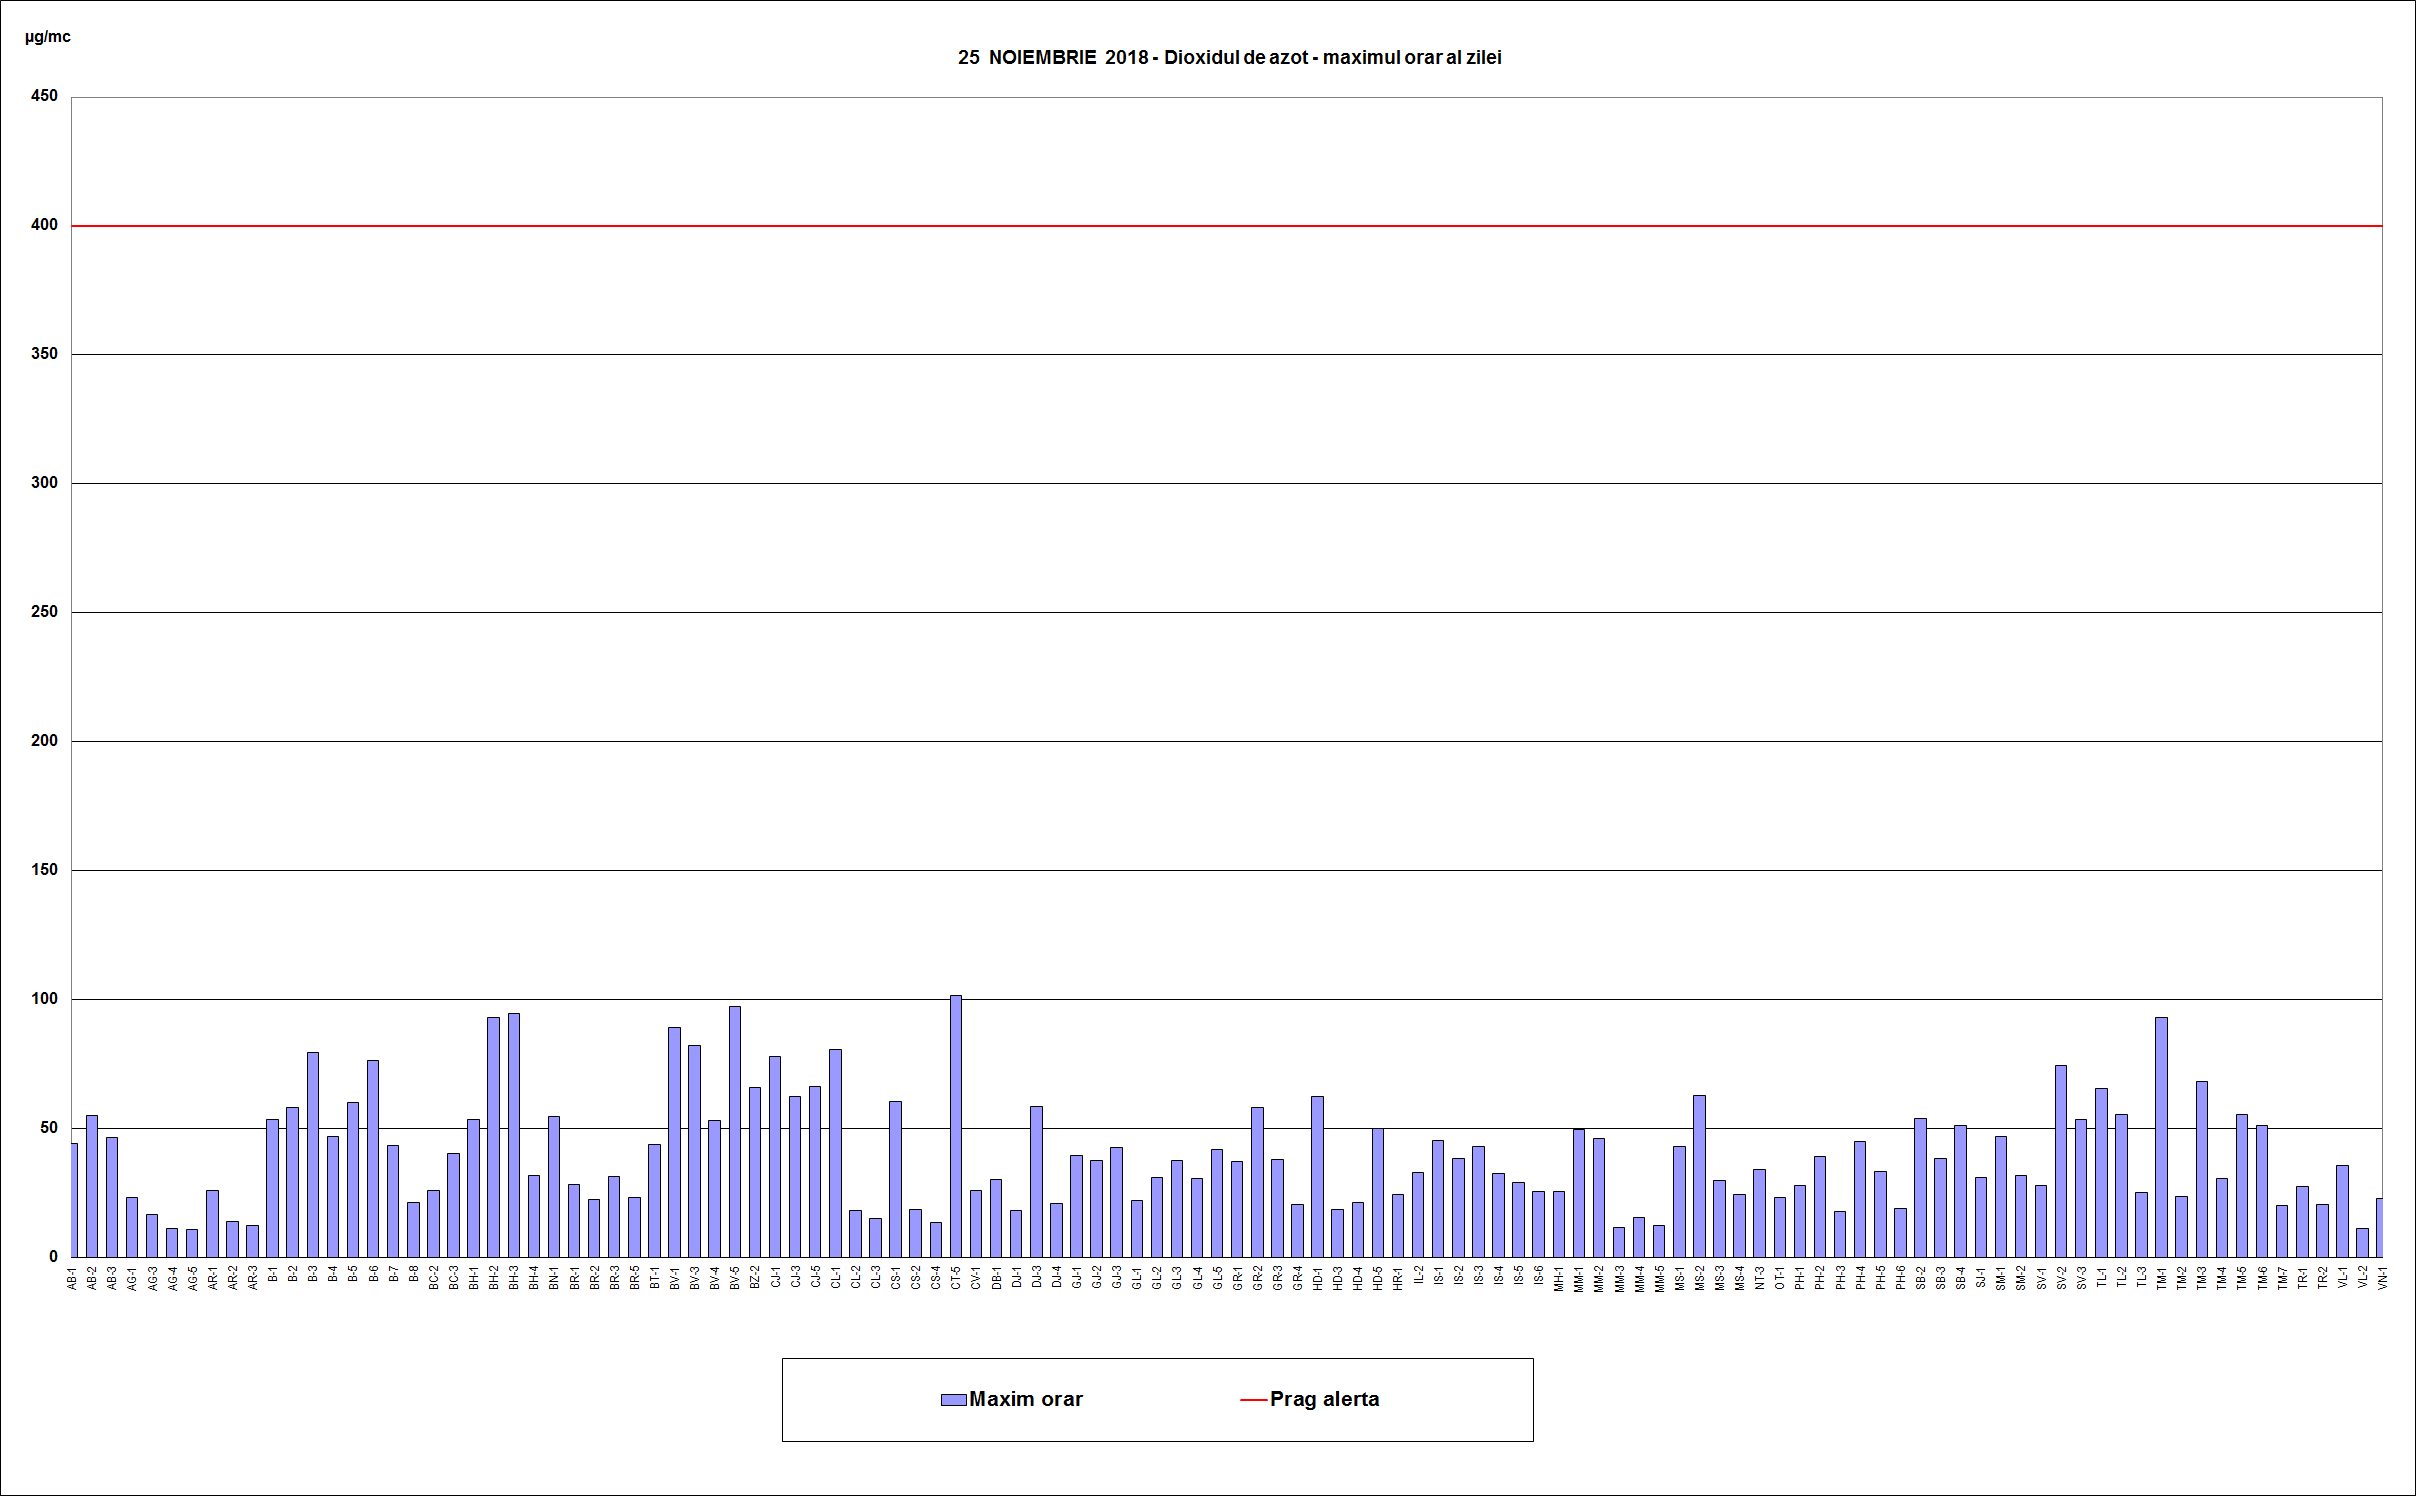 µg/mc
25 NOIEMBRIE 2018 - Dioxidul de azot - maximul orar al zilei
450
400
350
300
250
200
150
100
50
0
AB-1 AB-2 AB-3 AG-1 AG-3 AG-4 AG-5 AR-1 AR-2 AR-3 B-1 B-2 B-3 B-4 B-5 B-6 B-7 B-8 BC-2 BC-3 BH-1 BH-2 BH-3 BH-4 BN-1 BR-1 BR-2 BR-3 BR-5 BT-1 BV-1 BV-3 BV-4 BV-5 BZ-2 CJ-1 CJ-3 CJ-5 CL-1 CL-2 CL-3 CS-1 CS-2 CS-4 CT-5 CV-1 DB-1 DJ-1 DJ-3 DJ-4 GJ-1 GJ-2 GJ-3 GL-1 GL-2 GL-3 GL-4 GL-5 GR-1 GR-2 GR-3 GR-4 HD-1 HD-3 HD-4 HD-5 HR-1 IL-2 IS-1 IS-2 IS-3 IS-4 IS-5 IS-6 MH-1 MM-1 MM-2 MM-3 MM-4 MM-5 MS-1 MS-2 MS-3 MS-4 NT-3 OT-1 PH-1 PH-2 PH-3 PH-4 PH-5 PH-6 SB-2 SB-3 SB-4 SJ-1 SM-1 SM-2 SV-1 SV-2 SV-3 TL-1 TL-2 TL-3 TM-1 TM-2 TM-3 TM-4 TM-5 TM-6 TM-7 TR-1 TR-2 VL-1 VL-2 VN-1
Maxim orar Prag alerta